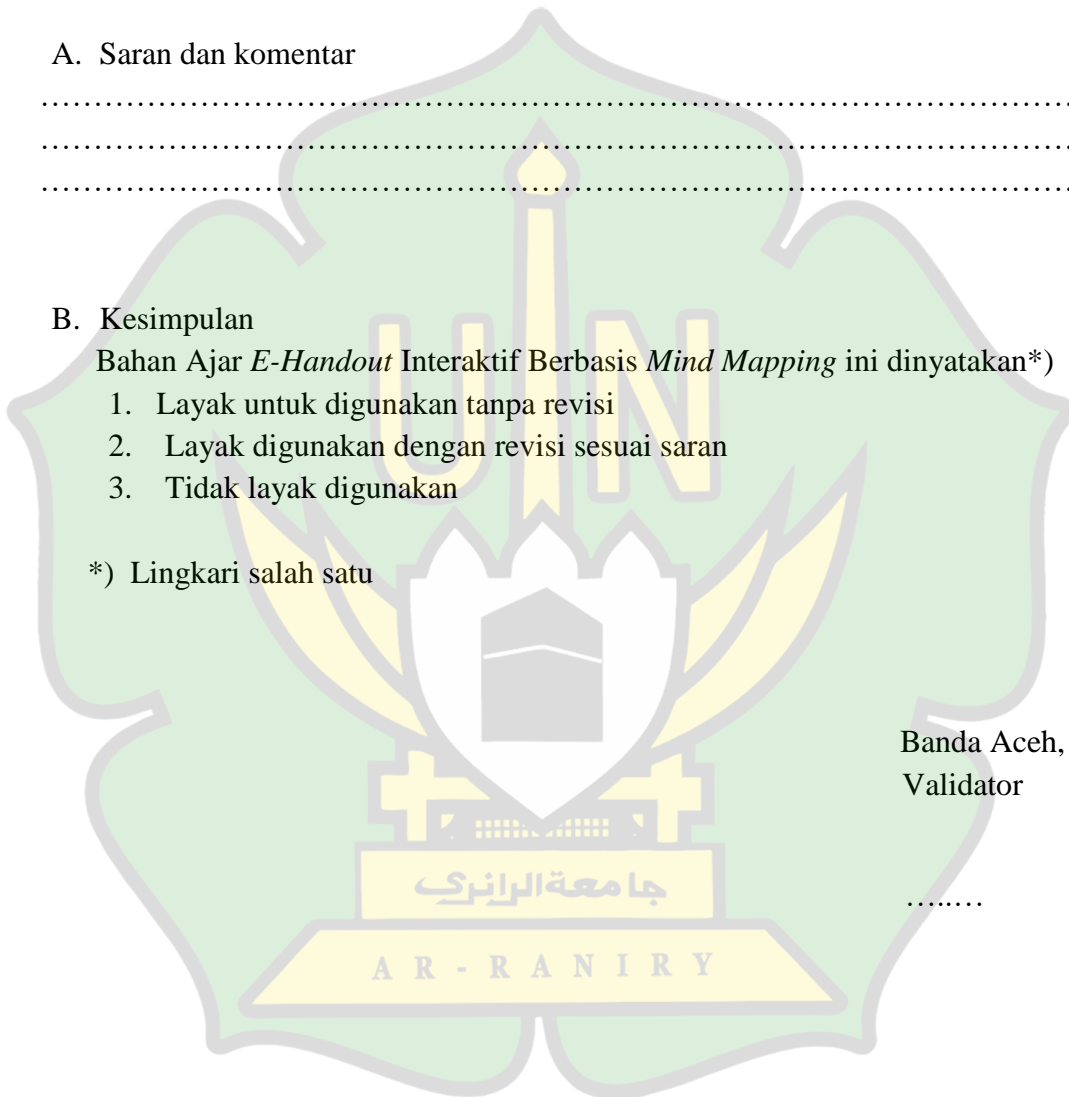 A. Saran dan komentar
……………………………………………………………………………………
……………………………………………………………………………………
……………………………………………………………………………………
B. Kesimpulan
Bahan Ajar E-Handout Interaktif Berbasis Mind Mapping ini dinyatakan*)
1. Layak untuk digunakan tanpa revisi
2. Layak digunakan dengan revisi sesuai saran
3. Tidak layak digunakan
*) Lingkari salah satu
Banda Aceh,
Validator
……..
UIN
جامعة الرانري
AR-RANIRY